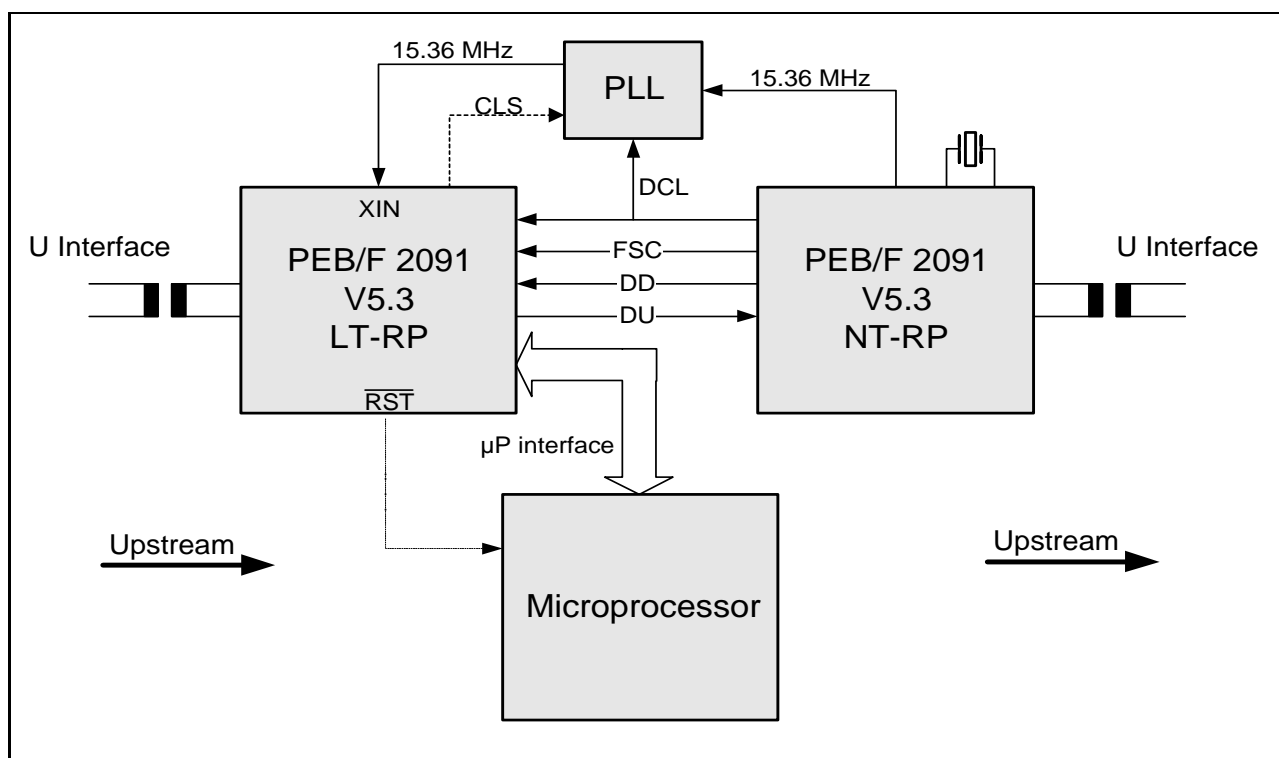 15.36 MHz
PLL
15.36 MHz
CLS
DCL
XIN
U Interface
PEB/F 2091
V5.3
LT-RP
RST
FSC
DD
DU
PEB/F 2091
V5.3
NT-RP
U Interface
µP interface
Upstream
Microprocessor
Upstream